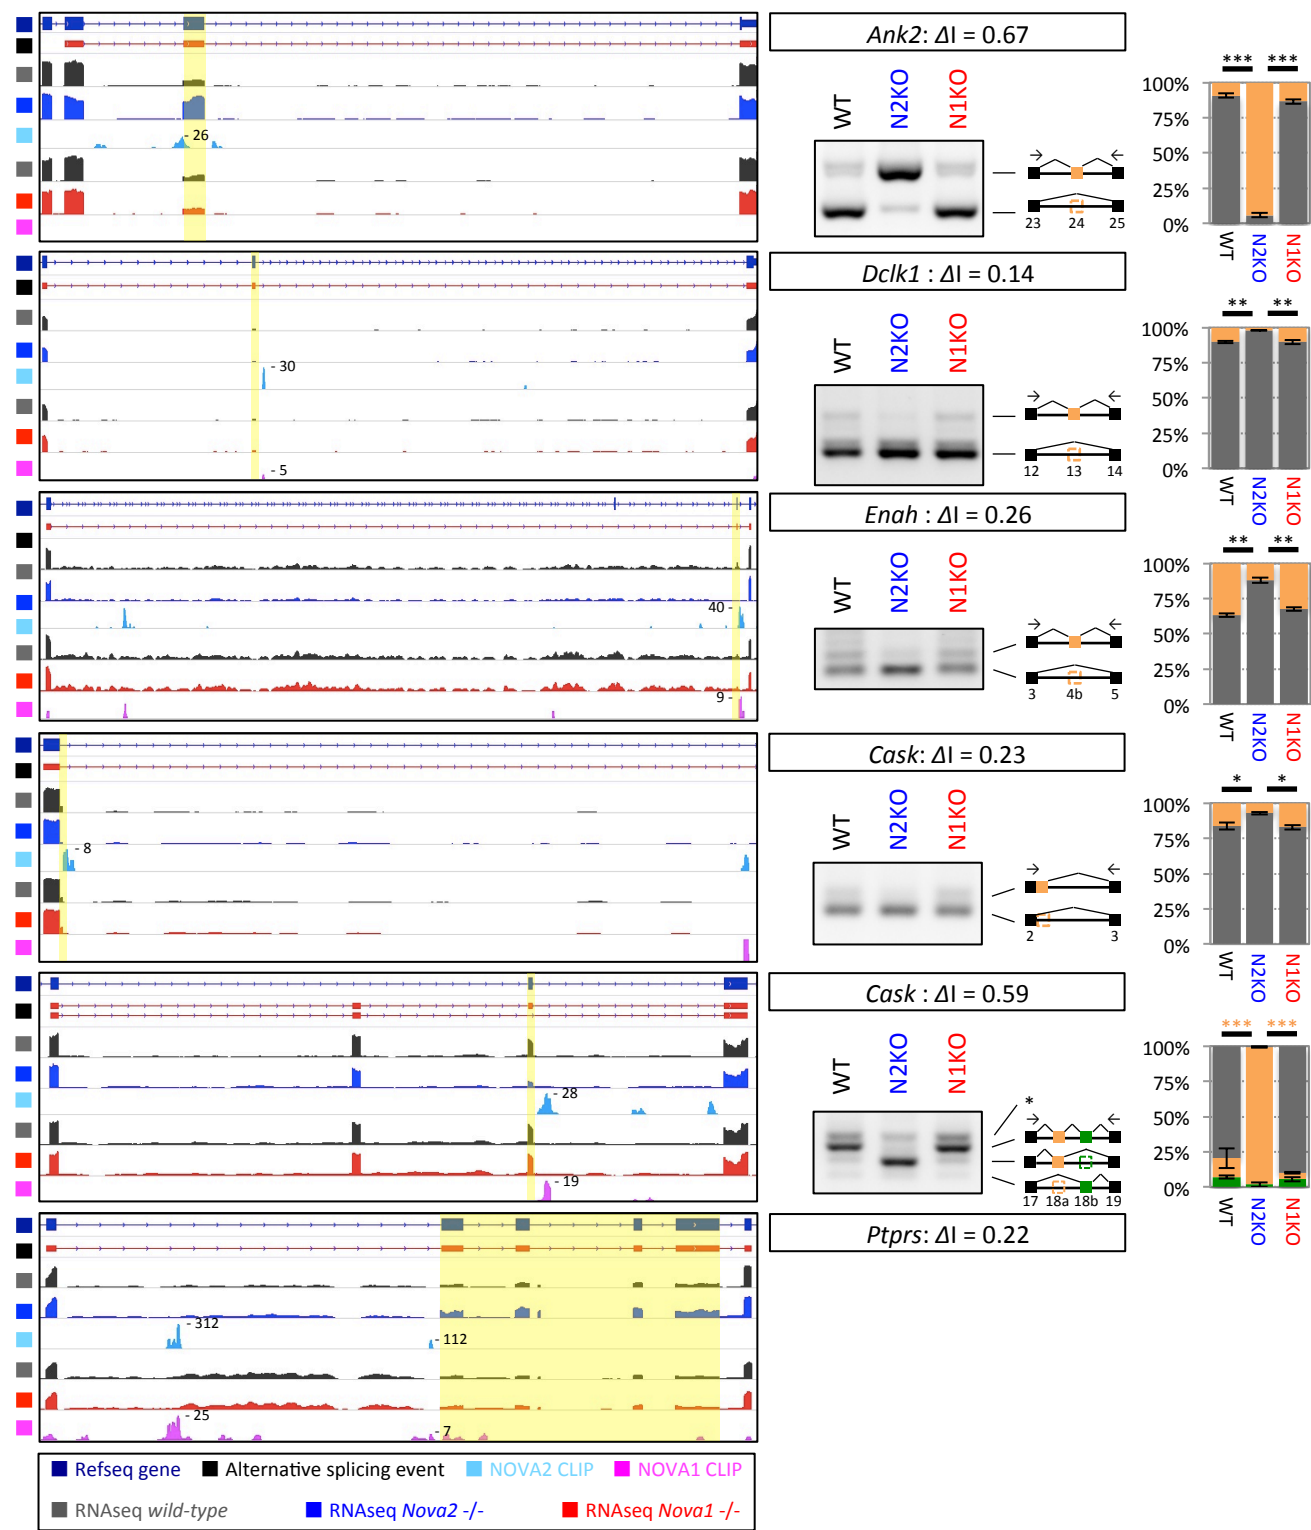 Ank2: ΔI = 0.67
WT N2KO N1KO
- 26
23 24 25
*** ***
100%
75%
50%
25%
0%
WT N2KO N1KO
Dclk1 : ΔI = 0.14
WT N2KO N1KO
- 30
- 5
12 13 14
** **
100%
75%
50%
25%
0%
WT N2KO N1KO
Enah : ΔI = 0.26
WT N2KO N1KO
40 -
9 -
3 4b 5
** **
100%
75%
50%
25%
0%
WT N2KO N1KO
Cask: ΔI = 0.23
WT N2KO N1KO
- 8
2 3
* *
100%
75%
50%
25%
0%
WT N2KO N1KO
Cask : ΔI = 0.59
WT N2KO N1KO
- 28
- 19
*
17 18a 18b 19
*** ***
100%
75%
50%
25%
0%
WT N2KO N1KO
Ptprs: ΔI = 0.22
- 312
- 112
- 25
- 7
Refseq gene Alternative splicing event NOVA2 CLIP NOVA1 CLIP
RNAseq wild-type RNAseq Nova2 -/- RNAseq Nova1 -/-